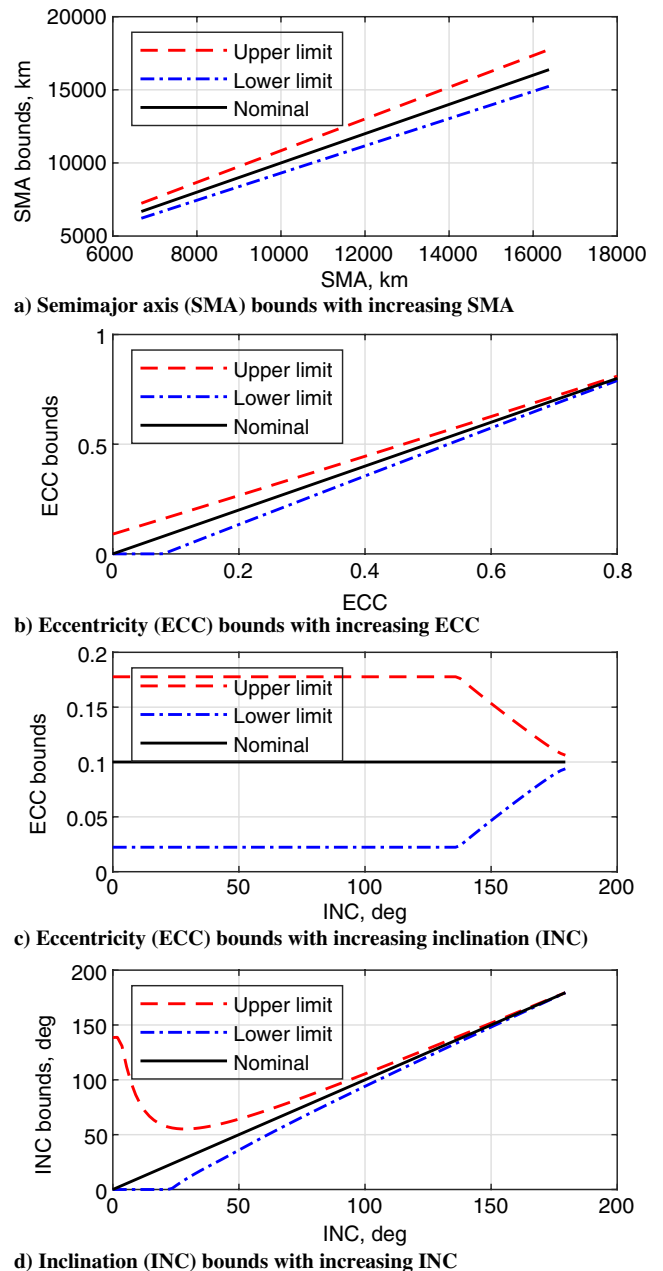 20000
15000
10000
5000
SMA bounds, km
Upper limit
Lower limit
Nominal
6000 8000 10000 12000 14000 16000 18000
SMA, km
a) Semimajor axis (SMA) bounds with increasing SMA
1
0.5
0
ECC bounds
Upper limit
Lower limit
Nominal
0 0.2 0.4 0.6 0.8
ECC
b) Eccentricity (ECC) bounds with increasing ECC
0.2
0.15
0.1
0.05
0
ECC bounds
Upper limit
Lower limit
Nominal
0 50 100 150 200
INC, deg
c) Eccentricity (ECC) bounds with increasing inclination (INC)
200
150
100
50
0
INC bounds, deg
Upper limit
Lower limit
Nominal
0 50 100 150 200
INC, deg
d) Inclination (INC) bounds with increasing INC